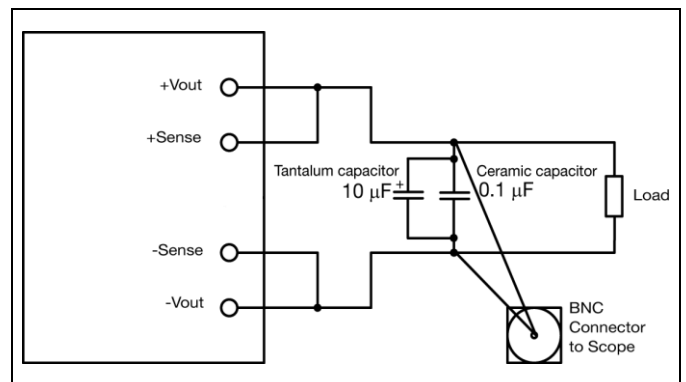 +Vout
+Sense
Tantalum capacitor
10 μF
+
Ceramic capacitor
0.1 μF
Load
-Sense
-Vout
BNC
Connector
to Scope